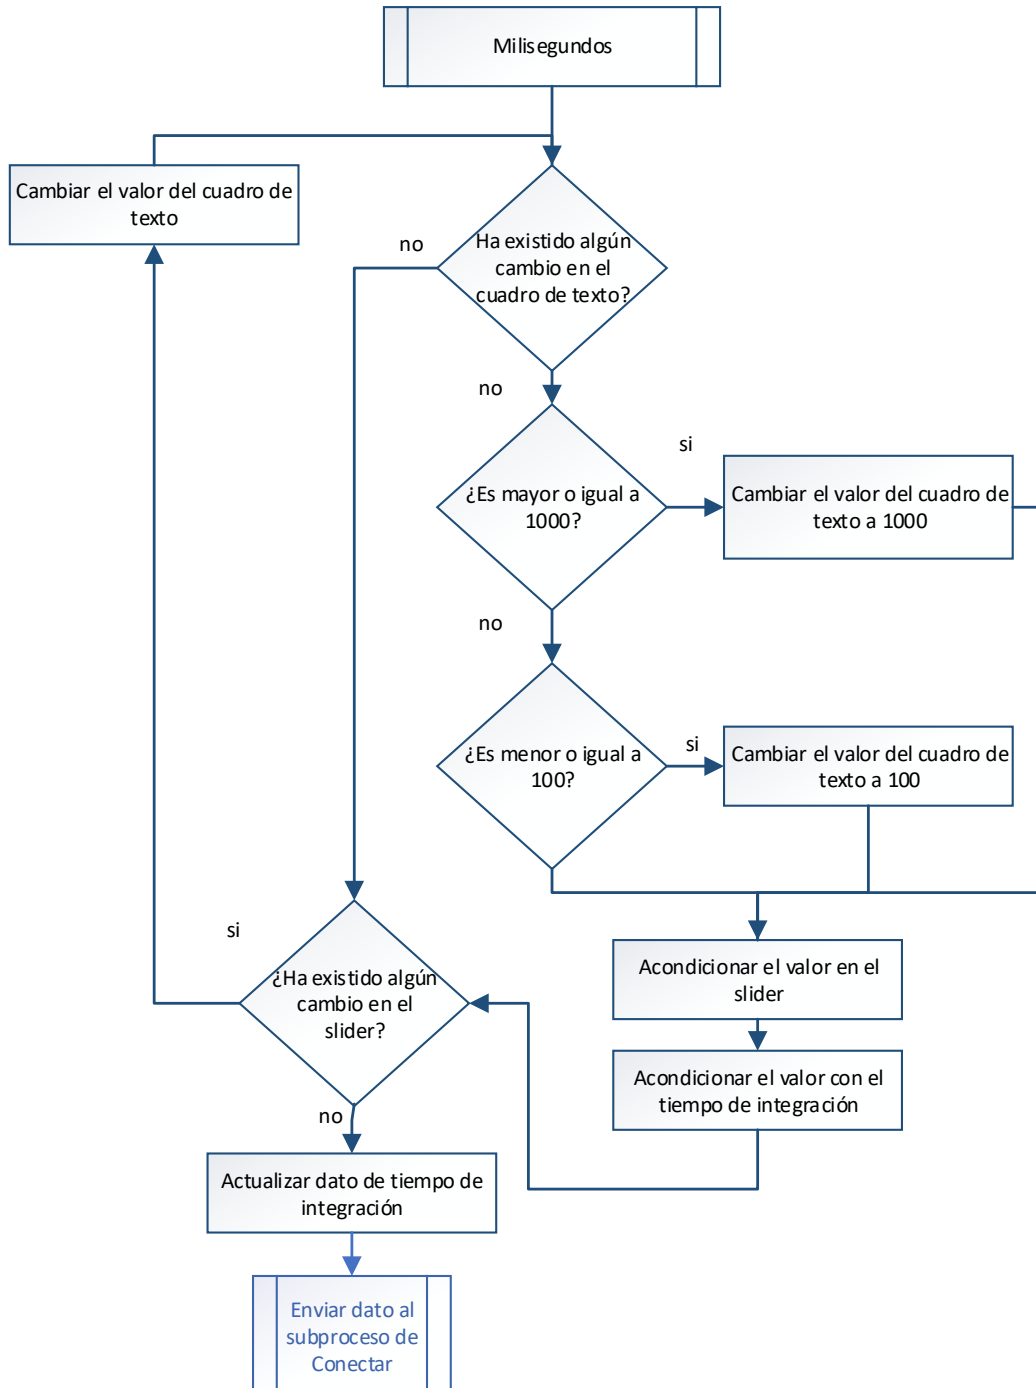 Milisegundos
Cambiar el valor del cuadro de
texto
no
Ha existido algún
cambio en el
cuadro de texto?
no
si
¿Es mayor o igual a
1000?
Cambiar el valor del cuadro de
texto a 1000
no
¿Es menor o igual a
100?
si
Cambiar el valor del cuadro de
texto a 100
si
¿Ha existido algún
cambio en el
slider?
Acondicionar el valor en el
slider
Acondicionar el valor con el
tiempo de integración
no
Actualizar dato de tiempo de
integración
Enviar dato al
subproceso de
Conectar